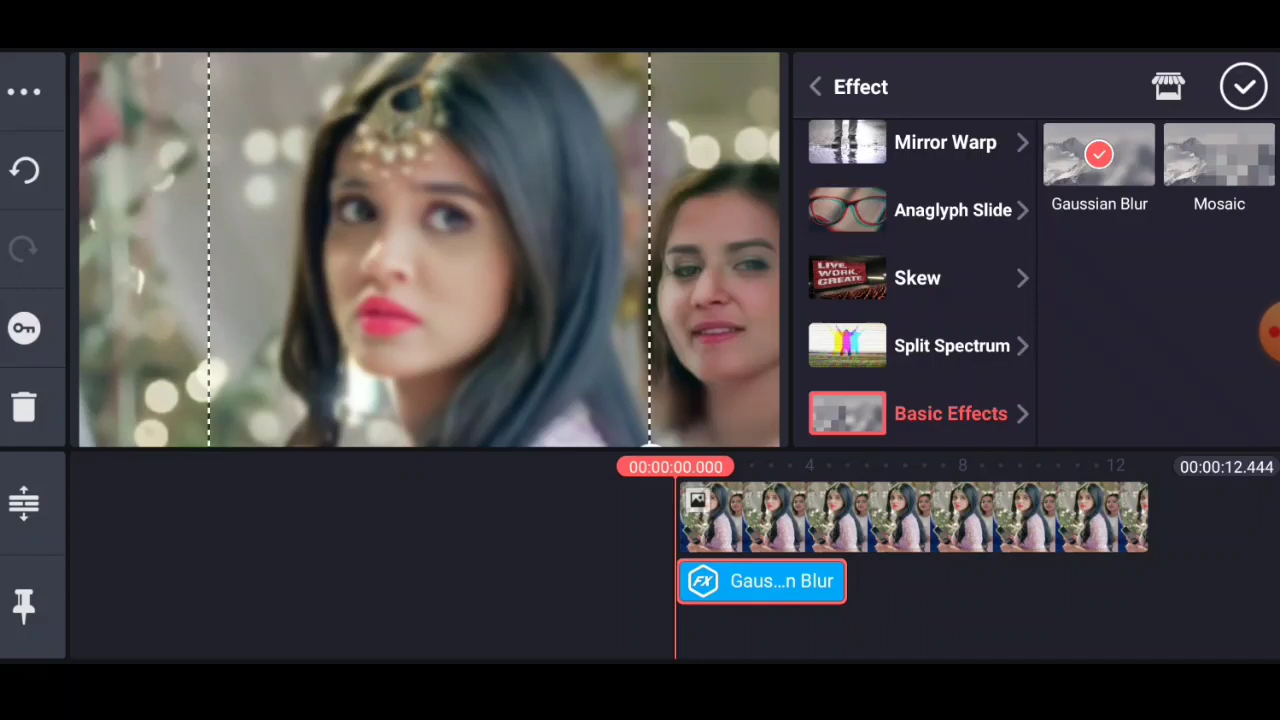 Effect
Mirror Warp
Anaglyph Slide
LIVE.
WORK.
CREATE
Skew
Split Spectrum
Basic Effects
Gaussian Blur
Mosaic
00:00:00.000
4
8
12
00:00:12.444
FX
Gaus...n Blur